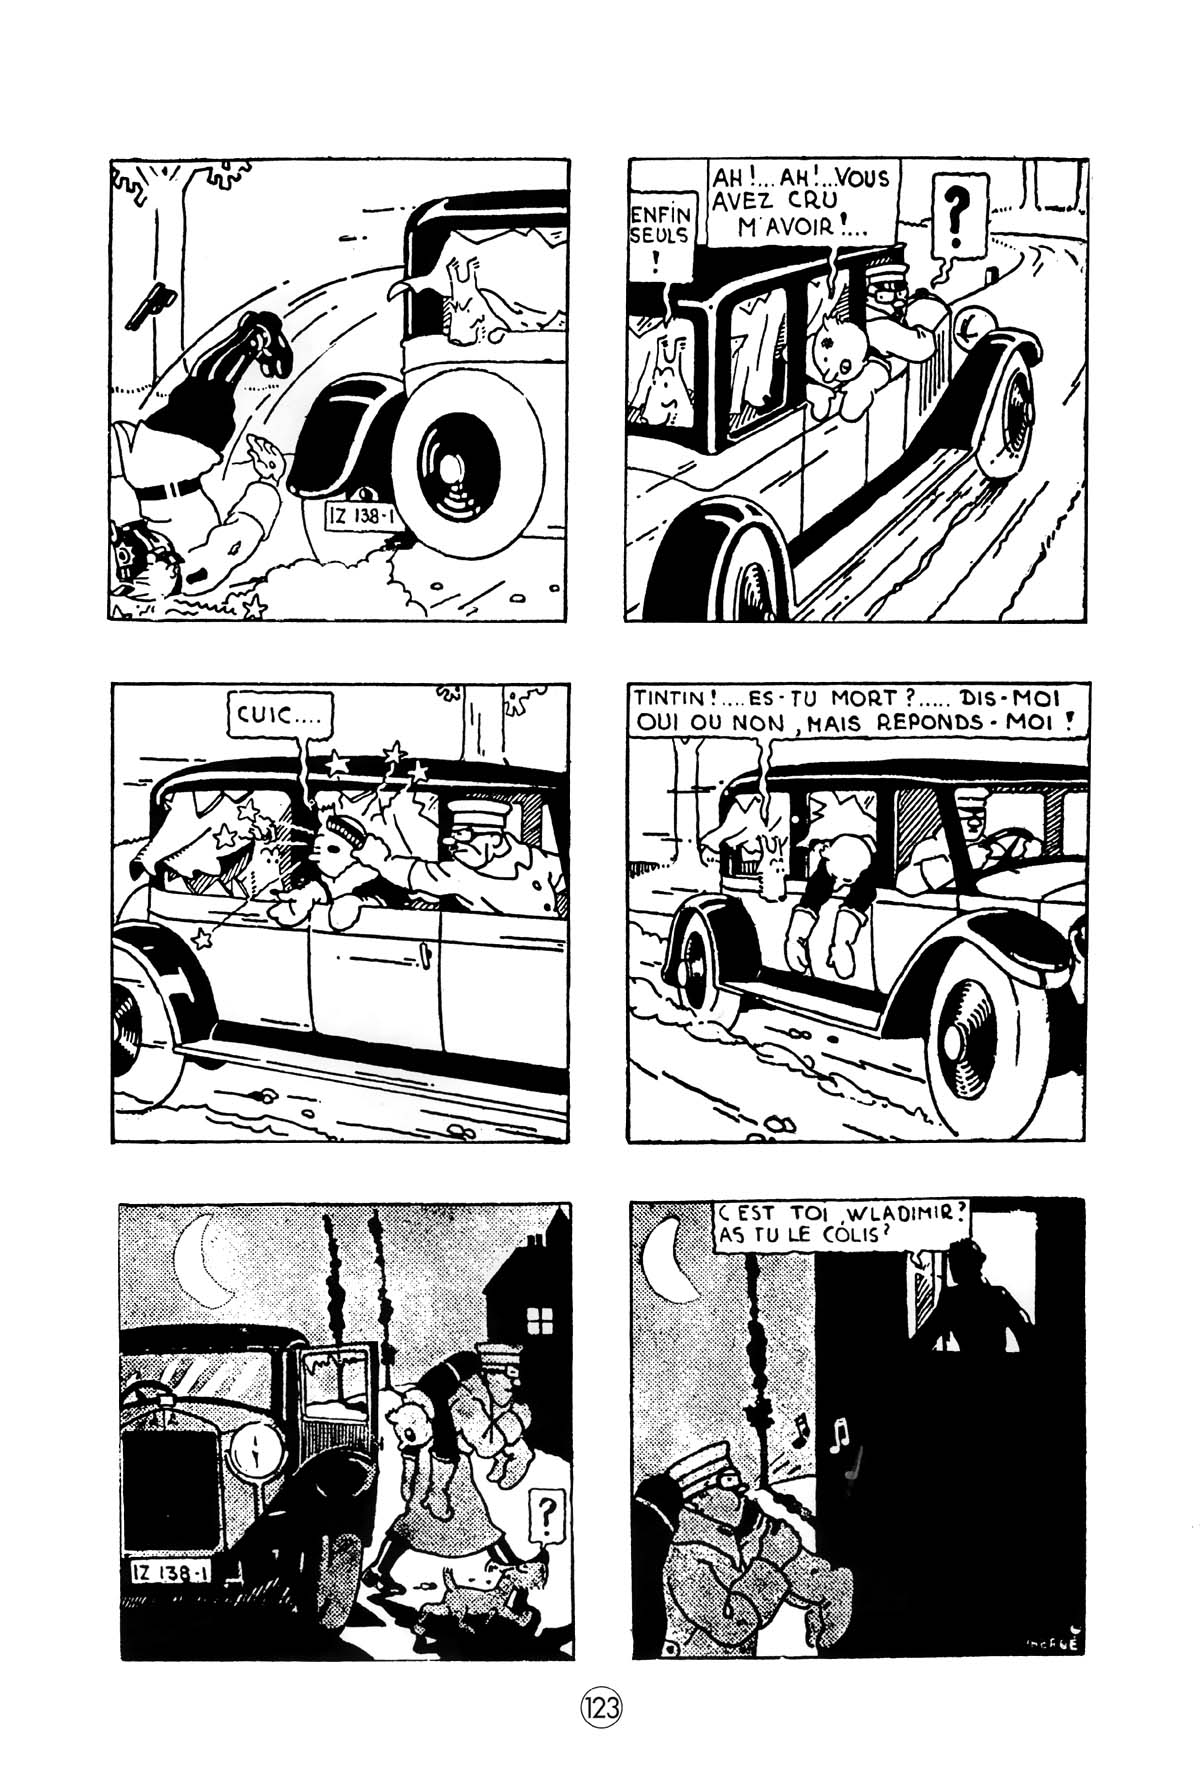 IZ 138-1
ENFIN
SEULS
!
AH!... AH!... VOUS
AVEZ CRU
M'AVOIR!...
?
CUIC....
TINTIN!.... ES-TU MORT?..... DIS-MOI
OUI OU NON, MAIS REPONDS-MOI!
IZ 138-1
?
C'EST TOI, WLADIMIR?
AS TU LE COLIS?
HERGÉ
123